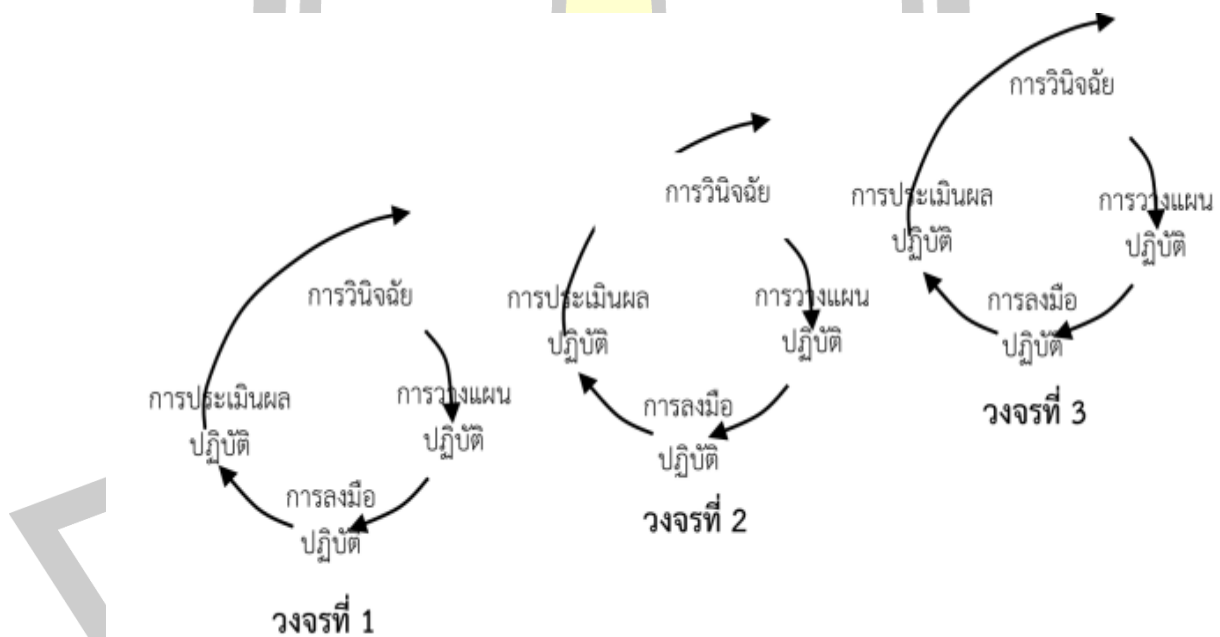 การวินิจฉัย
การวางแผน
ปฏิบัติ
การลงมือ
ปฏิบัติ
การประเมินผล
ปฏิบัติ
วงจรที่ 1
การวินิจฉัย
การวางแผน
ปฏิบัติ
การลงมือ
ปฏิบัติ
การประเมินผล
ปฏิบัติ
วงจรที่ 2
การวินิจฉัย
การวางแผน
ปฏิบัติ
การลงมือ
ปฏิบัติ
การประเมินผล
ปฏิบัติ
วงจรที่ 3